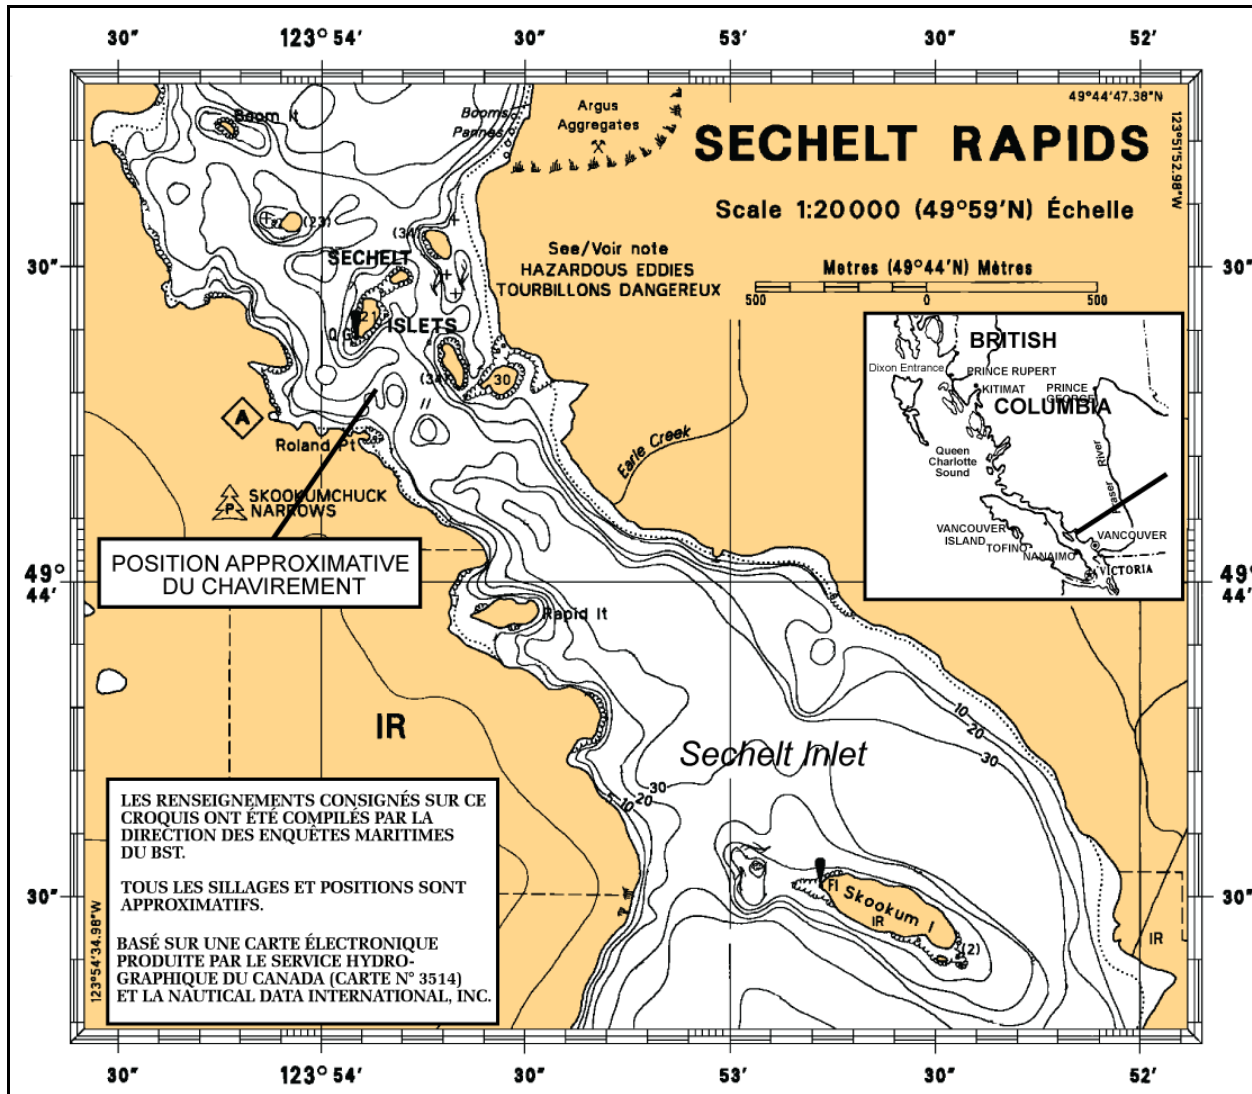 30" 123° 54' 30" 53' 30" 52'
49°44'47.38"N
123°51'52.98"W
Boom It
Booms
Pannes
Argus
Aggregates
SECHELT RAPIDS
Scale 1:20000 (49°59'N) Échelle
(23)
(34)
SECHELT
See/Voir note
HAZARDOUS EDDIES
TOURBILLONS DANGEREUX
30"
30"
Metres (49°44'N) Mètres
500 0 500
21
ISLETS
Q G
(34)
30
BRITISH
Dixon Entrance
PRINCE RUPERT
KITIMAT
PRINCE
GEORGE
COLUMBIA
Queen
Charlotte
Sound
Fraser River
VANCOUVER
ISLAND
TOFINO
NANAIMO
VANCOUVER
VICTORIA
A
Roland Pt
Earle Creek
P
SKOOKUMCHUCK
NARROWS
POSITION APPROXIMATIVE
DU CHAVIREMENT
49°
44'
49°
44'
Rapid It
IR
Sechelt Inlet
10
20
30
30
20
10
5
LES RENSEIGNEMENTS CONSIGNÉS SUR CE
CROQUIS ONT ÉTÉ COMPILÉS PAR LA
DIRECTION DES ENQUÊTES MARITIMES
DU BST.
TOUS LES SILLAGES ET POSITIONS SONT
APPROXIMATIFS.
BASÉ SUR UNE CARTE ÉLECTRONIQUE
PRODUITE PAR LE SERVICE HYDRO-
GRAPHIQUE DU CANADA (CARTE N° 3514)
ET LA NAUTICAL DATA INTERNATIONAL, INC.
30"
30"
Fl
Skookum I
IR
(2)
IR
123°54'34.98"W
30" 123° 54' 30" 53' 30" 52'